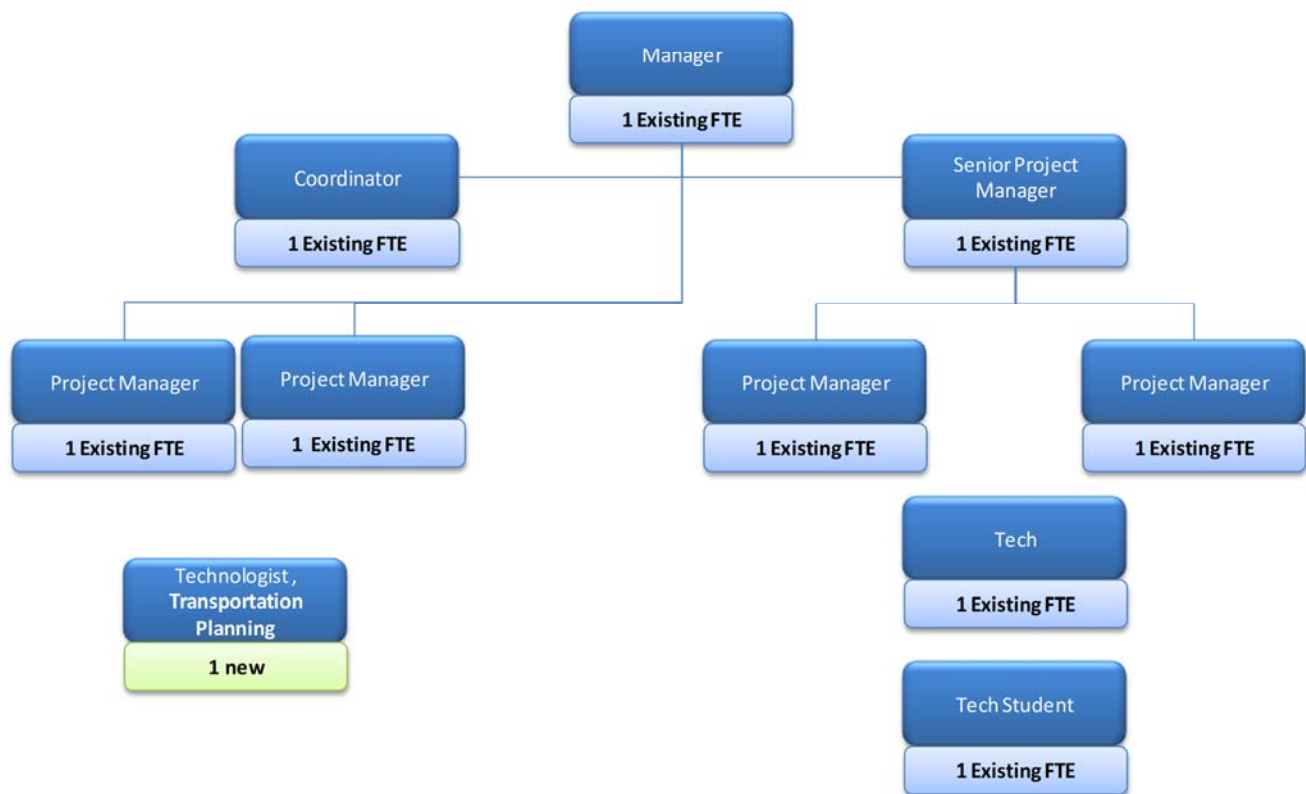 Manager
1 Existing FTE
Coordinator
1 Existing FTE
Senior Project
Manager
1 Existing FTE
Project Manager
1 Existing FTE
Project Manager
1  Existing FTE
Project Manager
1 Existing FTE
Project Manager
1 Existing FTE
Tech
1 Existing FTE
Technologist ,
Transportation
Planning
1 new
Tech Student
1 Existing FTE